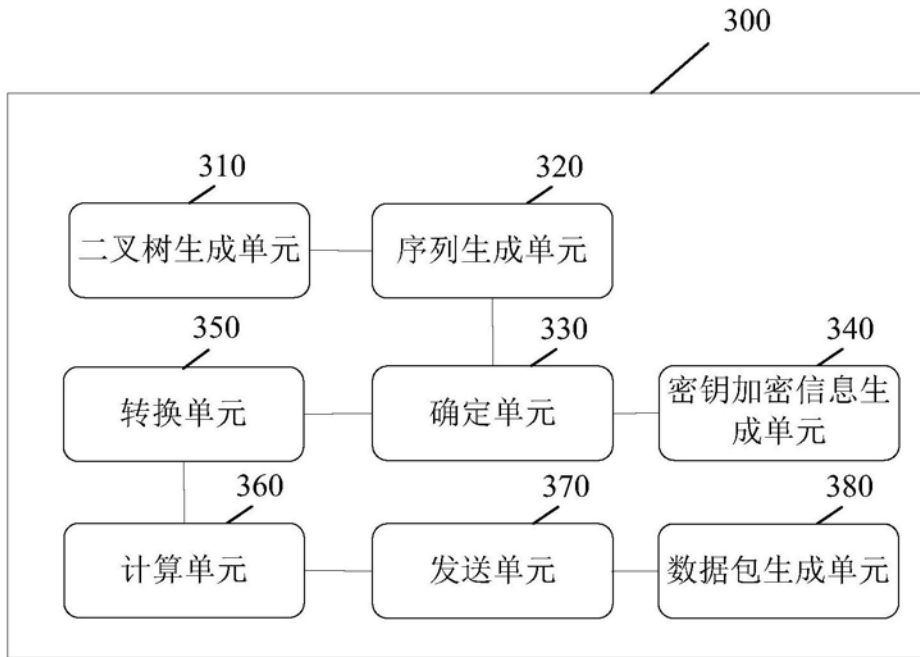 300
310
320
二叉树生成单元
序列生成单元
350
330
340
转换单元
确定单元
密钥加密信息生
成单元
360
370
380
计算单元
发送单元
数据包生成单元